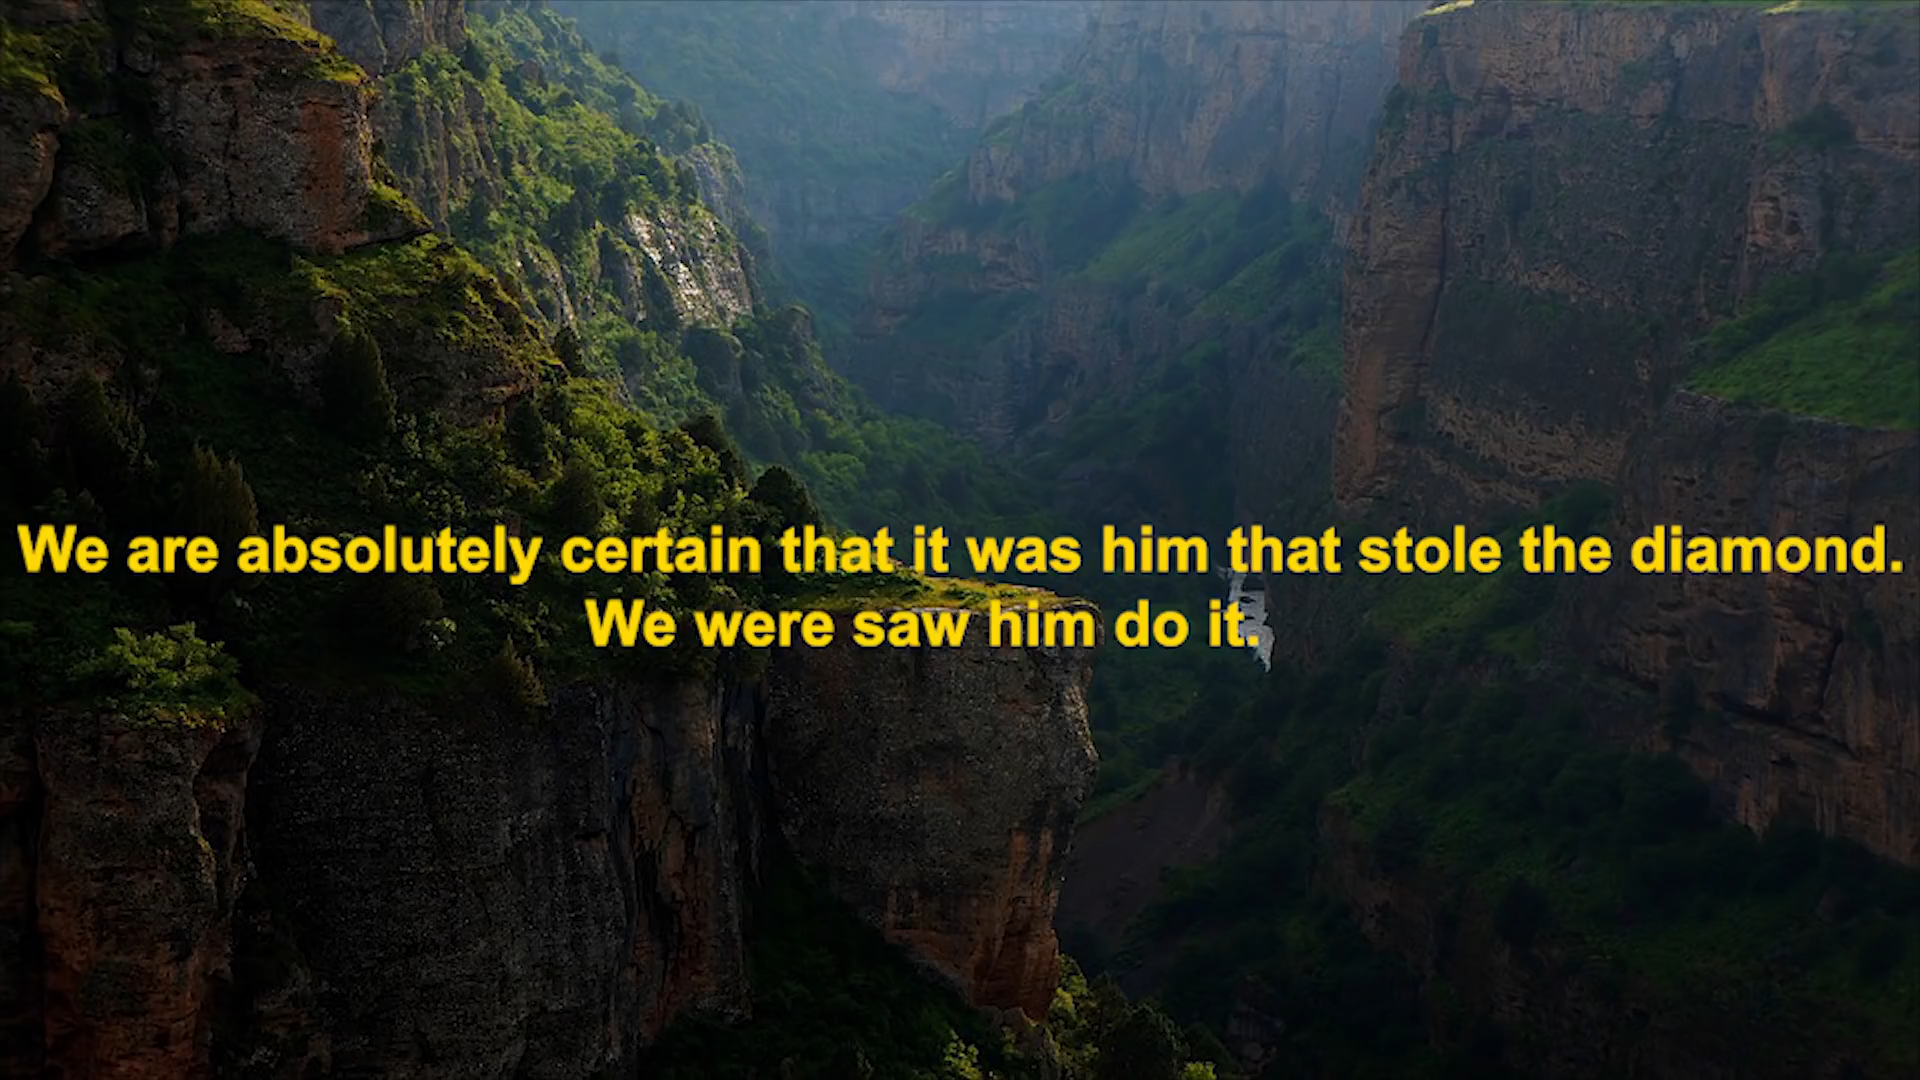 We are absolutely certain that it was him that stole the diamond.
We were saw him do it.